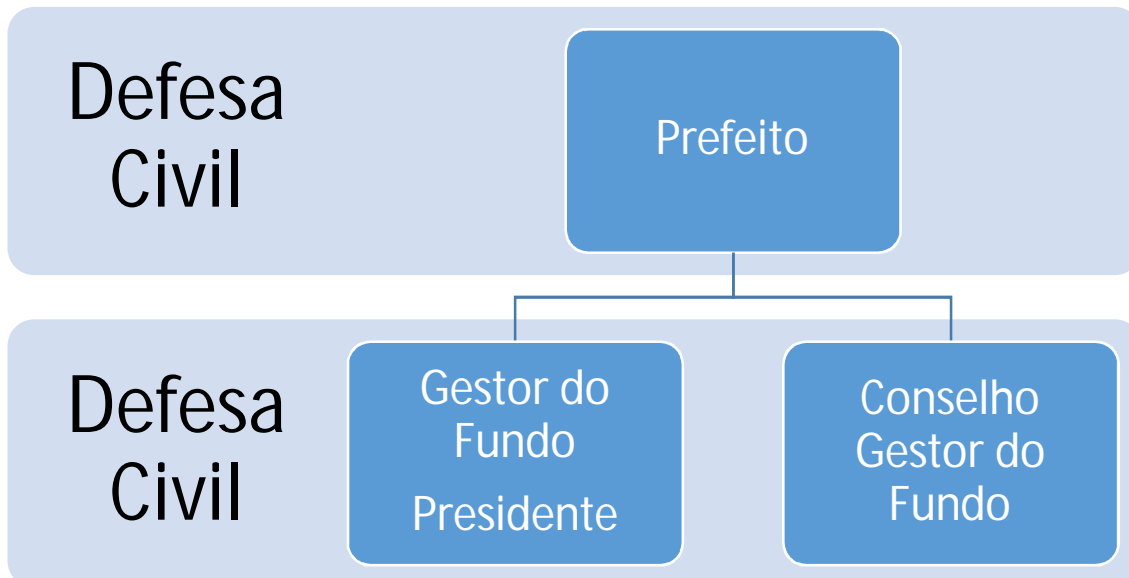 Defesa
Civil
Prefeito
Defesa
Civil
Gestor do
Fundo
Presidente
Conselho
Gestor do
Fundo